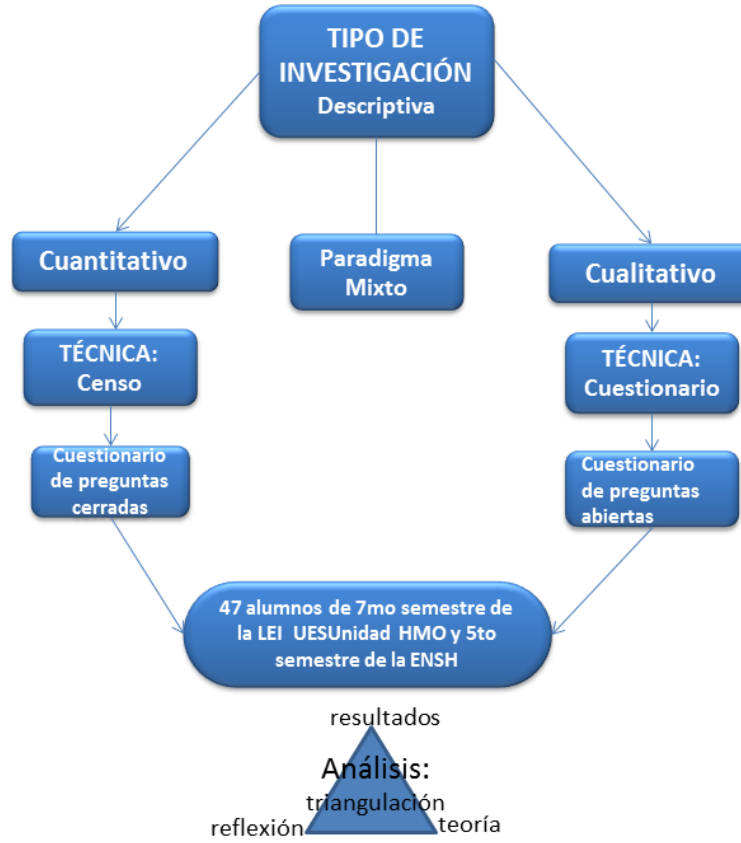 TIPO DE
INVESTIGACIÓN
Descriptiva
Cuantitativo
Paradigma
Mixto
Cualitativo
TÉCNICA:
Censo
TÉCNICA:
Cuestionario
Cuestionario
de preguntas
cerradas
Cuestionario
de preguntas
abiertas
47 alumnos de 7mo semestre de
la LEI UESUnidad HMO y 5to
semestre de la ENSH
resultados
Análisis:
triangulación
reflexión
teoría